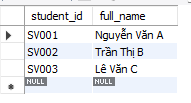 student_id full_name
SV001 Nguyễn Văn A
SV002 Trần Thị B
SV003 Lê Văn C
NULL NULL